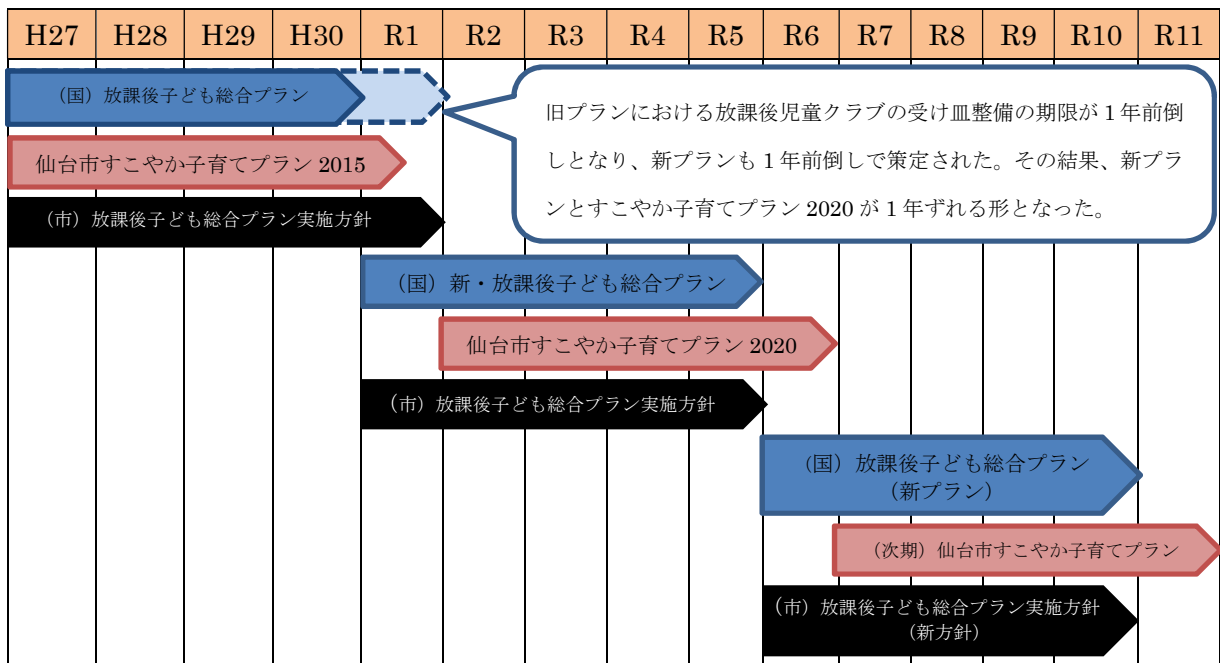 H27 H28 H29 H30 R1 R2 R3 R4 R5 R6 R7 R8 R9 R10 R11
（国）放課後子ども総合プラン
旧プランにおける放課後児童クラブの受け皿整備の期限が 1 年前倒
しとなり、新プランも 1 年前倒しで策定された。その結果、新プラ
ンとすこやか子育てプラン 2020 が 1 年ずれる形となった。
仙台市すこやか子育てプラン 2015
（市）放課後子ども総合プラン実施方針
（国）新・放課後子ども総合プラン
仙台市すこやか子育てプラン 2020
（市）放課後子ども総合プラン実施方針
（国）放課後子ども総合プラン
（新プラン）
（次期）仙台市すこやか子育てプラン
（市）放課後子ども総合プラン実施方針
（新方針）